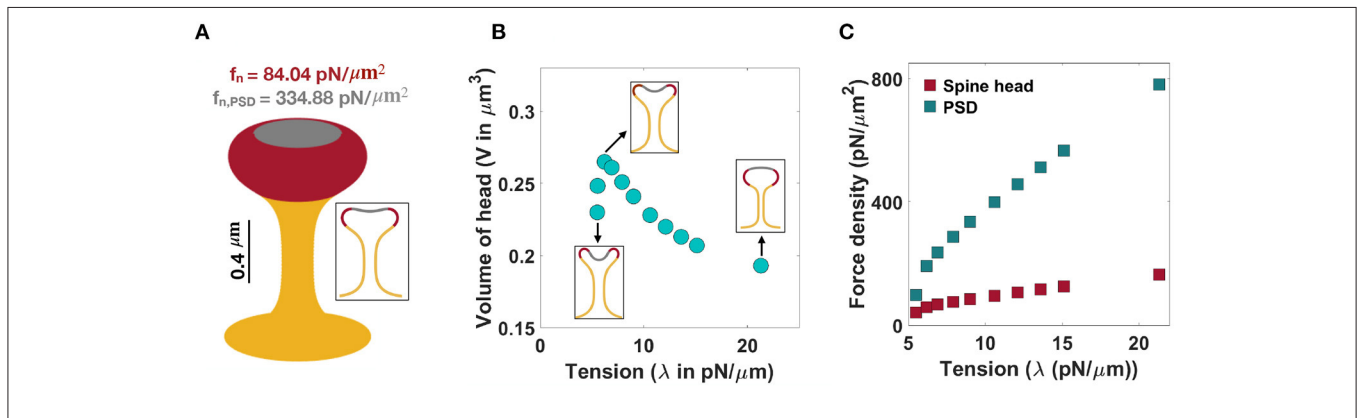 A
fₙ = 84.04 pN/μm²
fₙ,PSD = 334.88 pN/μm²
0.4 μm
B
Volume of head (V in μm³)
0.3
0.25
0.2
0.15
0
10
20
Tension (λ in pN/μm)
C
Force density (pN/μm²)
800
400
0
Spine head
PSD
5
10
15
20
Tension (λ (pN/μm))